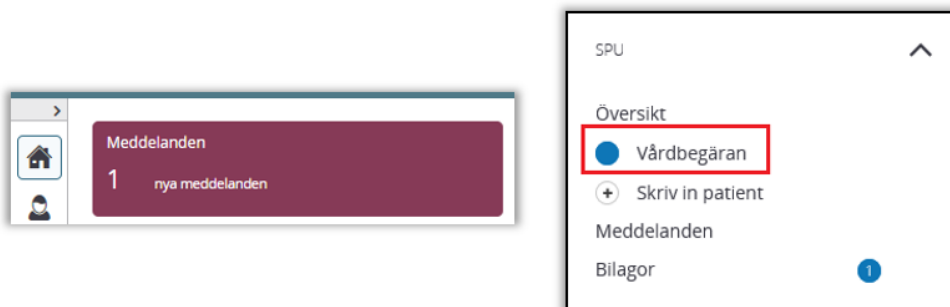 Meddelanden
1 nya meddelanden
SPU
Översikt
Vårdbegäran
Skriv in patient
Meddelanden
Bilagor 1